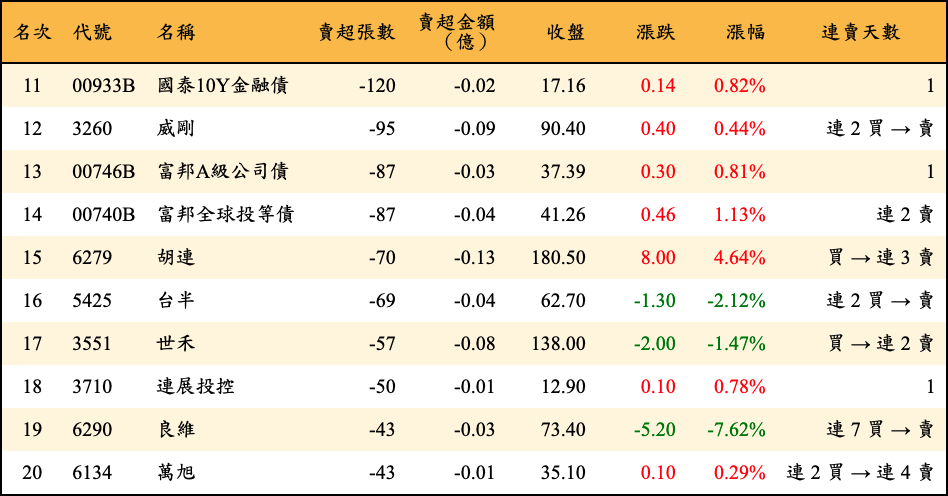 名次 代號 名稱 賣超張數 賣超金額（億） 收盤 漲跌 漲幅 連賣天數
11 00933B 國泰10Y金融債 -120 -0.02 17.16 0.14 0.82% 1
12 3260 威剛 -95 -0.09 90.40 0.40 0.44% 連 2 買 → 賣
13 00746B 富邦A級公司債 -87 -0.03 37.39 0.30 0.81% 1
14 00740B 富邦全球投等債 -87 -0.04 41.26 0.46 1.13% 連 2 賣
15 6279 胡連 -70 -0.13 180.50 8.00 4.64% 買 → 連 3 賣
16 5425 台半 -69 -0.04 62.70 -1.30 -2.12% 連 2 買 → 賣
17 3551 世禾 -57 -0.08 138.00 -2.00 -1.47% 買 → 連 2 賣
18 3710 連展投控 -50 -0.01 12.90 0.10 0.78% 1
19 6290 良維 -43 -0.03 73.40 -5.20 -7.62% 連 7 買 → 賣
20 6134 萬旭 -43 -0.01 35.10 0.10 0.29% 連 2 買 → 連 4 賣